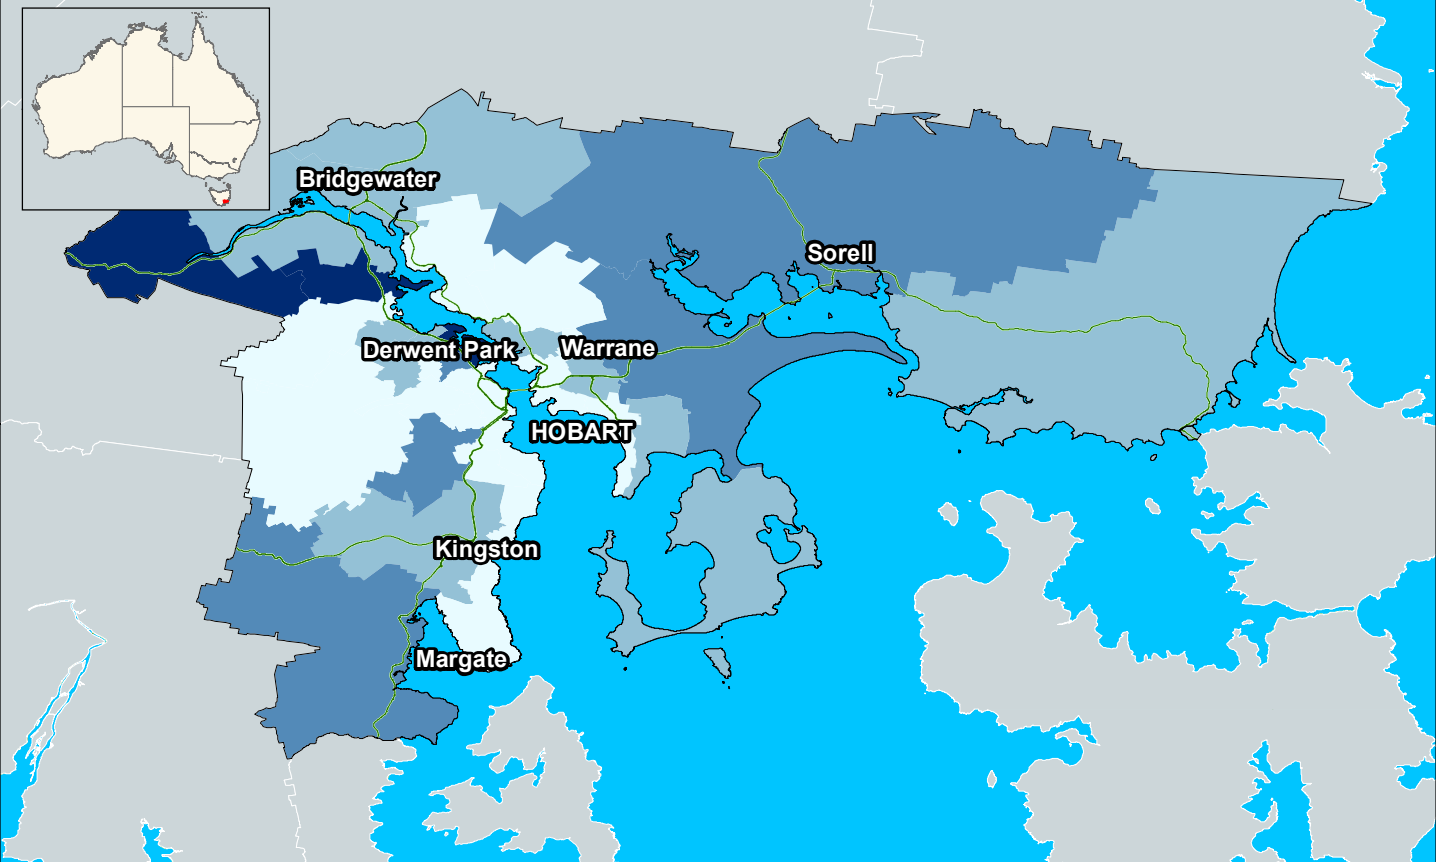 Bridgewater
Sorell
Derwent Park
Warrane
HOBART
Kingston
Margate